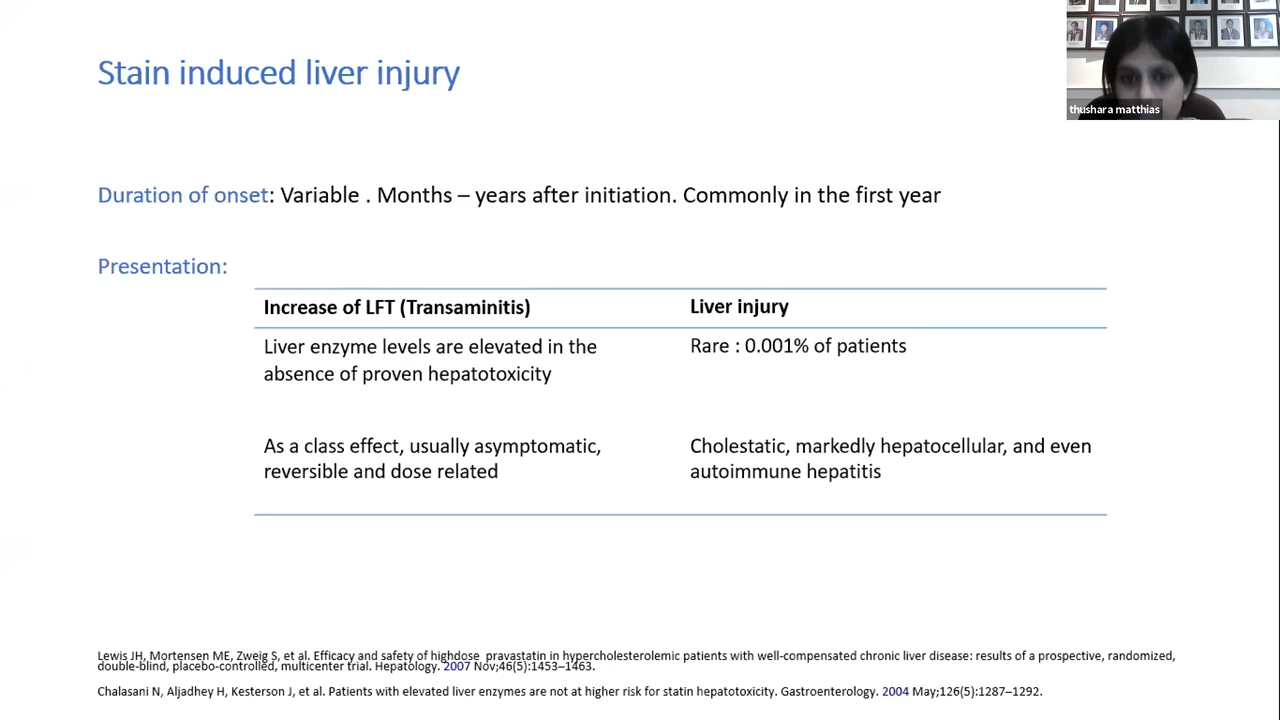 Stain induced liver injury
thushara matthias
Duration of onset: Variable . Months – years after initiation. Commonly in the first year
Presentation:
Increase of LFT (Transaminitis)
Liver injury
Liver enzyme levels are elevated in the
absence of proven hepatotoxicity
Rare : 0.001% of patients
As a class effect, usually asymptomatic,
reversible and dose related
Cholestatic, markedly hepatocellular, and even
autoimmune hepatitis
Lewis JH, Mortensen ME, Zweig S, et al. Efficacy and safety of highdose pravastatin in hypercholesterolemic patients with well-compensated chronic liver disease: results of a prospective, randomized,
double-blind, placebo-controlled, multicenter trial. Hepatology. 2007 Nov;46(5):1453–1463.
Chalasani N, Aljadhey H, Kesterson J, et al. Patients with elevated liver enzymes are not at higher risk for statin hepatotoxicity. Gastroenterology. 2004 May;126(5):1287–1292.